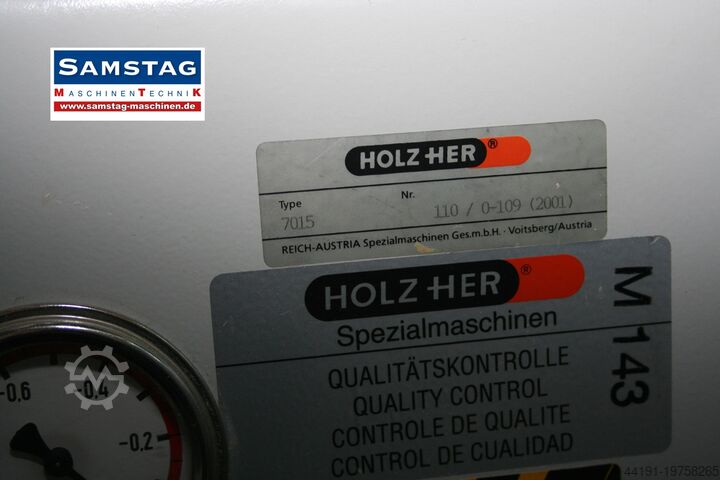 SAMSTAG
MASCHINENTECHNIK
www.samstag-maschinen.de
HOLZ-HER®
Type Nr.
7015 110 / 0-109 (2001)
REICH-AUSTRIA Spezialmaschinen Ges.m.b.H. · Voitsberg/Austria
HOLZ-HER®
Spezialmaschinen
QUALITÄTSKONTROLLE
QUALITY CONTROL
CONTROLE DE QUALITE
CONTROL DE CUALIDAD
M 143
-0,6 -0,4
-0,2
44191-19758265